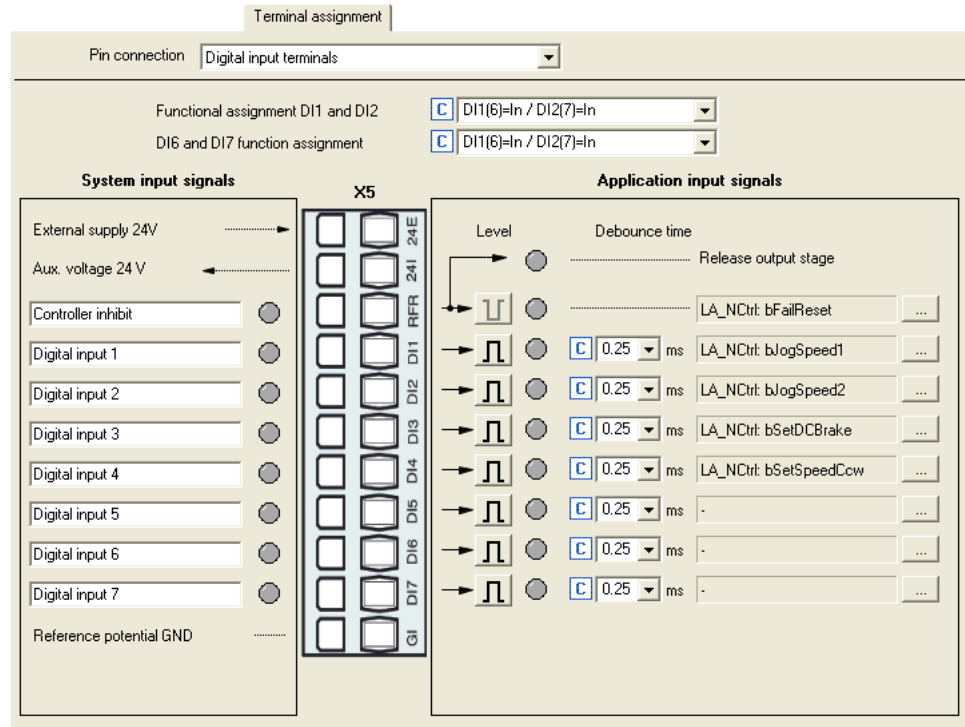 Terminal assignment
Pin connection Digital input terminals
Functional assignment DI1 and DI2 C DI1(6)=In / DI2(7)=In
DI6 and DI7 function assignment C DI1(6)=In / DI2(7)=In
System input signals X5 Application input signals
External supply 24V 24E Level Debounce time
Aux. voltage 24 V 24I Release output stage
Controller inhibit RFR LA_NCtrl: bFailReset ...
Digital input 1 DI1 C 0.25 ms LA_NCtrl: bJogSpeed1 ...
Digital input 2 DI2 C 0.25 ms LA_NCtrl: bJogSpeed2 ...
Digital input 3 DI3 C 0.25 ms LA_NCtrl: bSetDCBrake ...
Digital input 4 DI4 C 0.25 ms LA_NCtrl: bSetSpeedCcw ...
Digital input 5 DI5 C 0.25 ms - ...
Digital input 6 DI6 C 0.25 ms - ...
Digital input 7 DI7 C 0.25 ms - ...
Reference potential GND GI